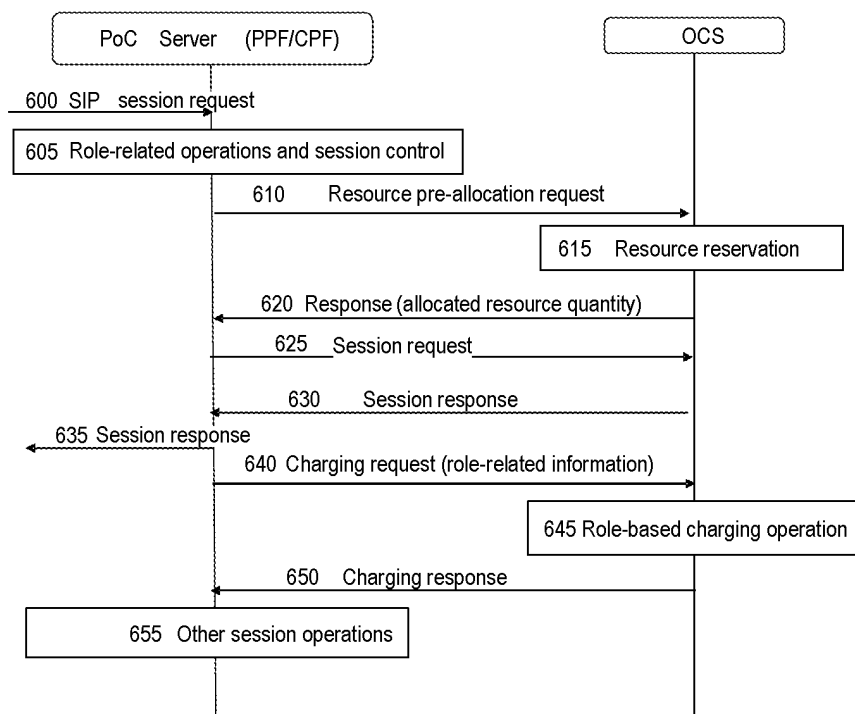 PoC Server (PPF/CPF)
OCS
600 SIP session request
605 Role-related operations and session control
610 Resource pre-allocation request
615 Resource reservation
620 Response (allocated resource quantity)
625 Session request
630 Session response
635 Session response
640 Charging request (role-related information)
645 Role-based charging operation
650 Charging response
655 Other session operations